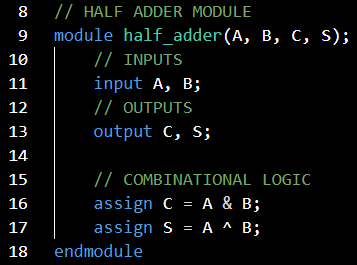 8 // HALF ADDER MODULE
9 module half_adder(A, B, C, S);
10 // INPUTS
11 input A, B;
12 // OUTPUTS
13 output C, S;
14
15 // COMBINATIONAL LOGIC
16 assign C = A & B;
17 assign S = A ^ B;
18 endmodule